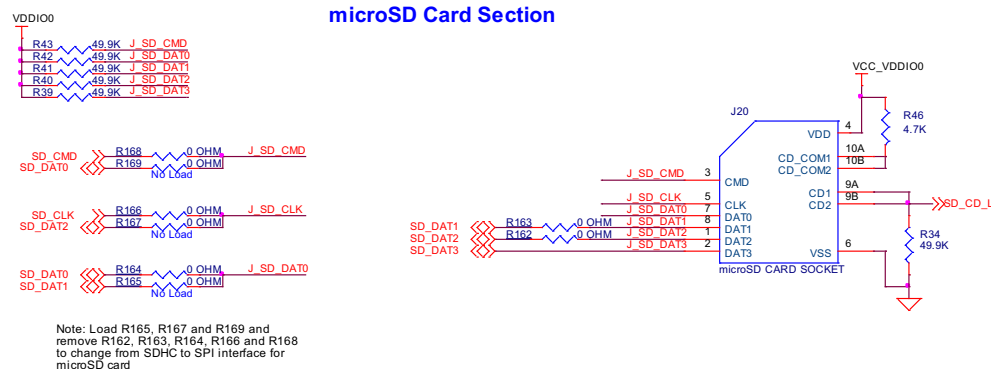 microSD Card Section
VDDIO0
R43 49.9K J_SD_CMD
R42 49.9K J_SD_DAT0
R41 49.9K J_SD_DAT1
R40 49.9K J_SD_DAT2
R39 49.9K J_SD_DAT3
SD_CMD R168 0 OHM J_SD_CMD
SD_DAT0 R169 0 OHM
No Load
SD_CLK R166 0 OHM J_SD_CLK
SD_DAT2 R167 0 OHM
No Load
SD_DAT0 R164 0 OHM J_SD_DAT0
SD_DAT1 R165 0 OHM
No Load
Note: Load R165, R167 and R169 and
remove R162, R163, R164, R166 and R168
to change from SDHC to SPI interface for
microSD card
VCC_VDDIO0
J20
R46
4.7K
4
VDD
10A
CD_COM1
10B
CD_COM2
J_SD_CMD 3 CMD
9A
CD1
J_SD_CLK 5 CLK
9B
CD2
SD_CD_L
J_SD_DAT0 7 DAT0
SD_DAT1 R163 0 OHM J_SD_DAT1 8 DAT1
SD_DAT2 R162 0 OHM J_SD_DAT2 1 DAT2
SD_DAT3 J_SD_DAT3 2 DAT3
R34
49.9K
6
VSS
microSD CARD SOCKET